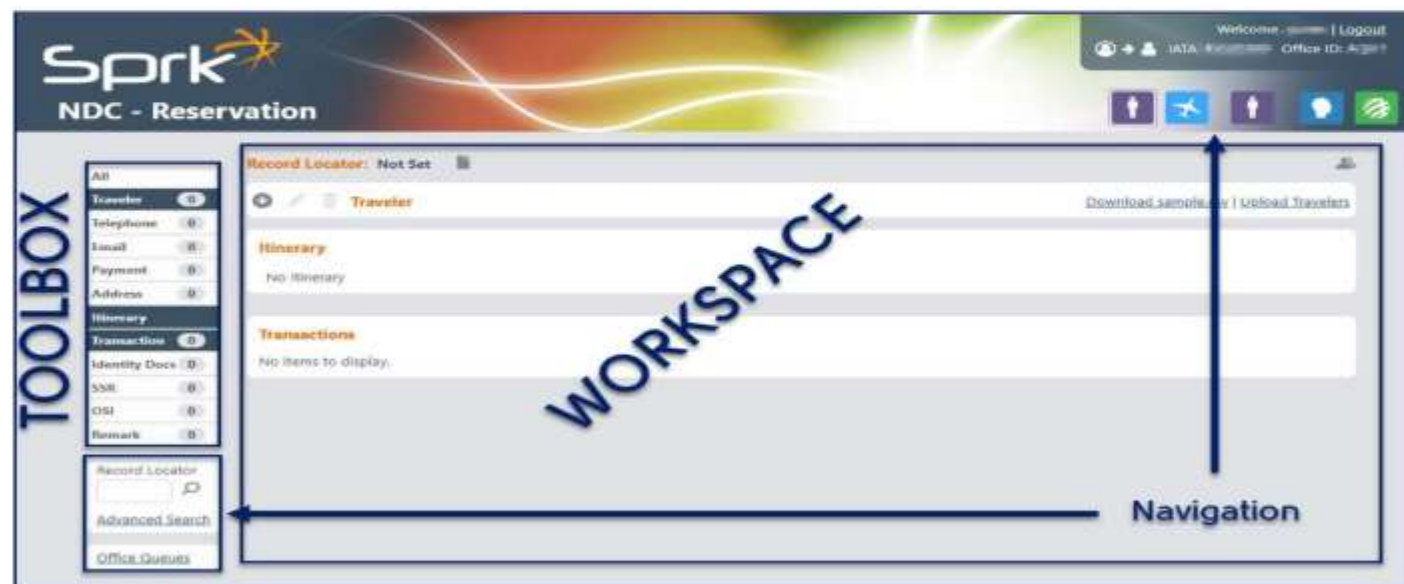 Welcome | Logout
IATA: Office ID:
Sprk
NDC - Reservation
TOOLBOX
All
Traveler 0
Telephone 0
Email 0
Payment 0
Address 0
Itinerary
Transaction 0
Identity Docs 0
SSR 0
OSI 0
Remark 0
Record Locator
Advanced Search
Office Queues
Record Locator: Not Set
Traveler
Download sample | Upload Travelers
Itinerary
No Itinerary
Transactions
No items to display.
WORKSPACE
Navigation